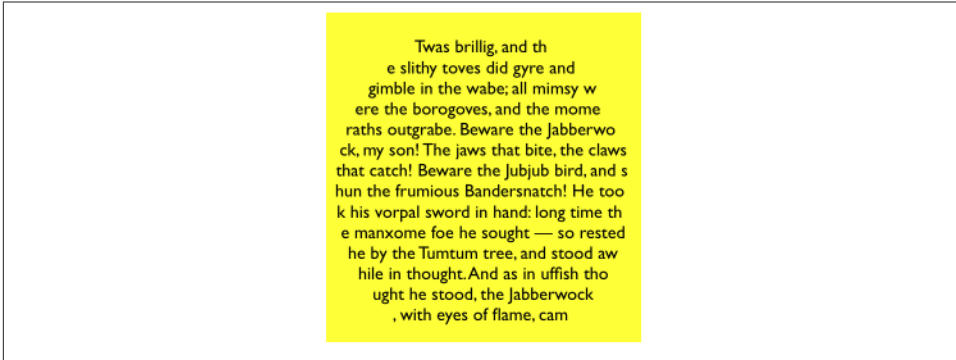 Twas brillig, and th
e slithy toves did gyre and
gimble in the wabe; all mimsy w
ere the borogoves, and the mome
raths outgrabe. Beware the Jabberwo
ck, my son! The jaws that bite, the claws
that catch! Beware the Jubjub bird, and s
hun the frumious Bandersnatch! He too
k his vorpal sword in hand: long time th
e manxome foe he sought — so rested
he by the Tumtum tree, and stood aw
hile in thought. And as in uffish tho
ught he stood, the Jabberwock
, with eyes of flame, cam